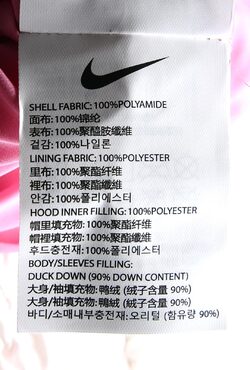 SHELL FABRIC: 100%POLYAMIDE
面布: 100%锦纶
表布: 100%聚醯胺纖維
겉감: 100%나일론
LINING FABRIC: 100%POLYESTER
里布: 100%聚酯纤维
裡布: 100%聚酯纖維
안감: 100%폴리에스터
HOOD INNER FILLING: 100%POLYESTER
帽里填充物: 100%聚酯纤维
帽裡填充物: 100%聚酯纖維
후드충전재: 100%폴리에스터
BODY/SLEEVES FILLING:
DUCK DOWN (90% DOWN CONTENT)
大身/袖填充物: 鸭绒 (绒子含量 90%)
大身/袖填充物: 鴨絨 (絨子含量 90%)
바디/소매내부충전재: 오리털 (함유량 90%)